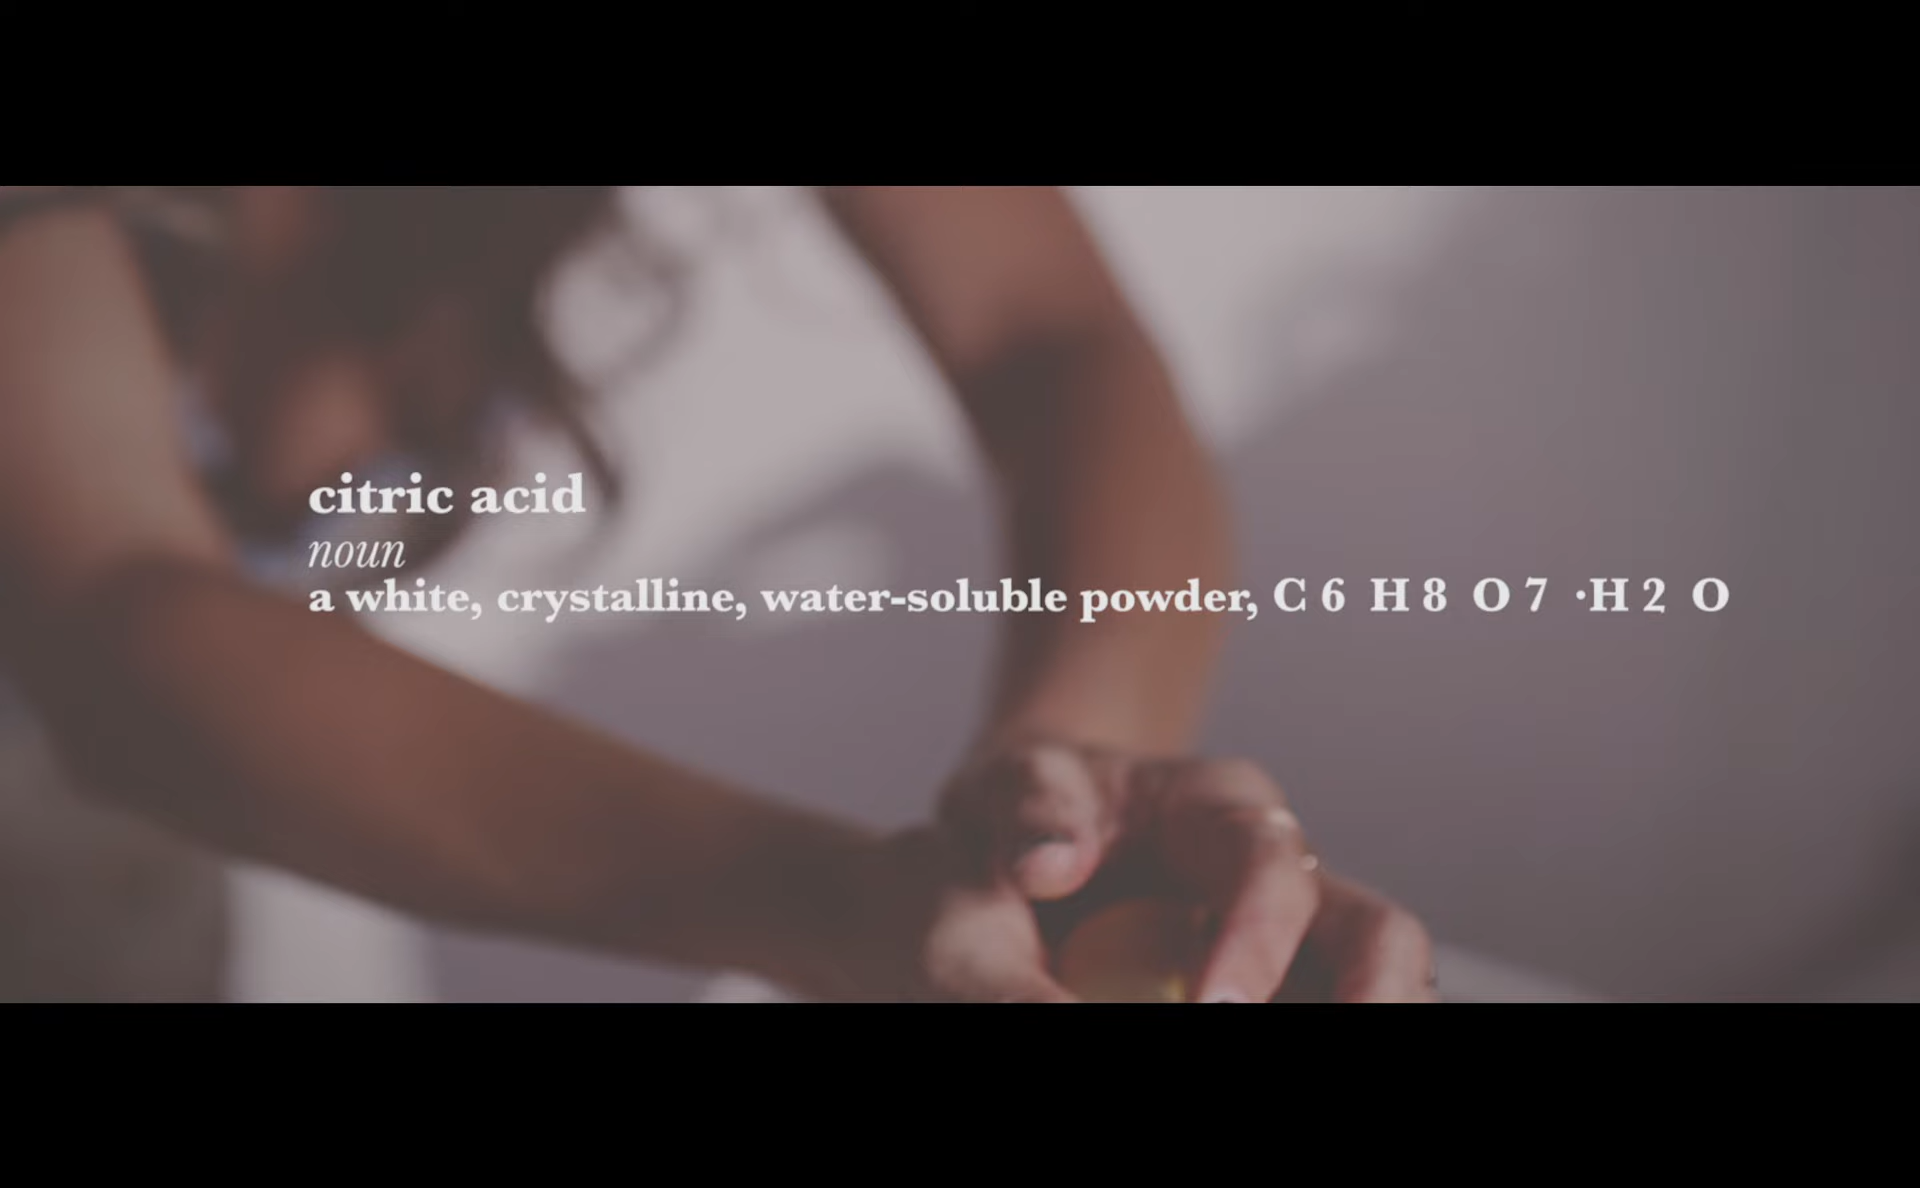 citric acid
noun
a white, crystalline, water-soluble powder, C 6 H 8 O 7 ·H 2 O